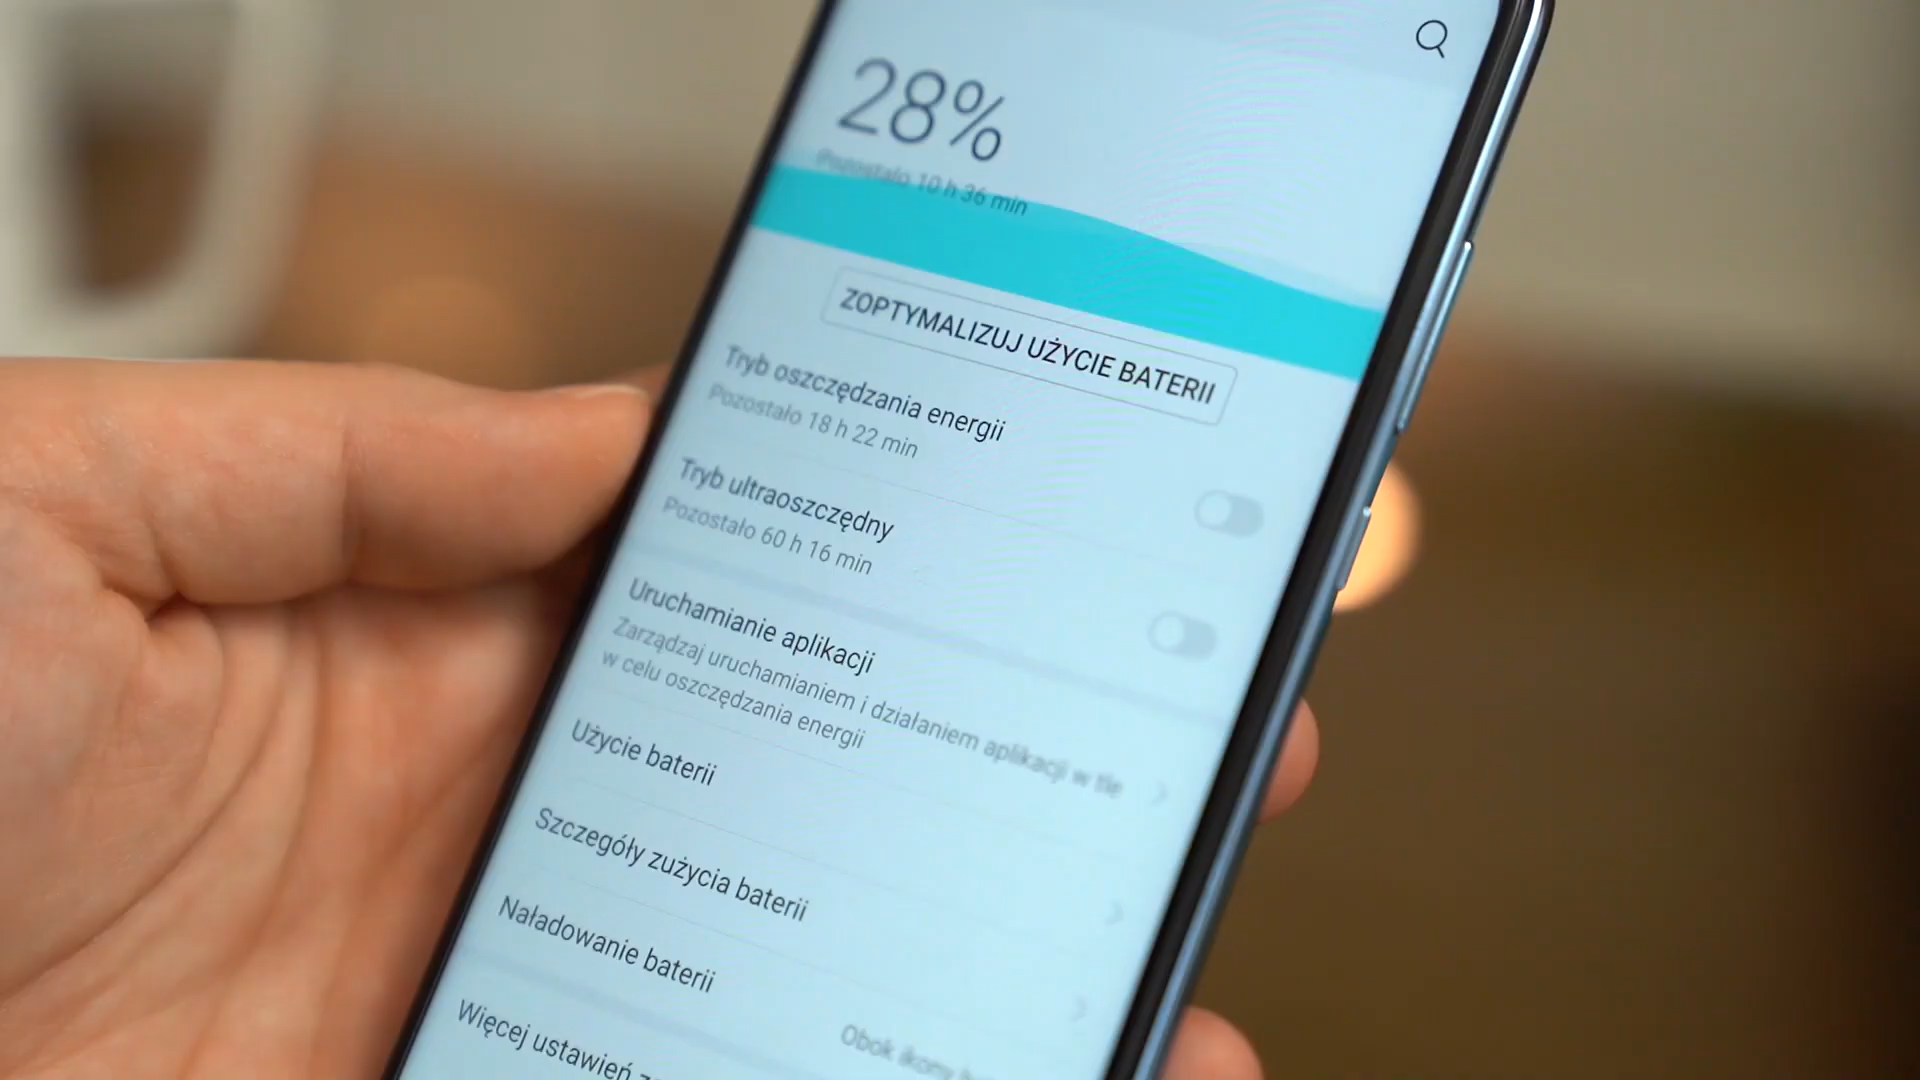 28%
Pozostało 10 h 36 min
ZOPTYMALIZUJ UŻYCIE BATERII
Tryb oszczędzania energii
Pozostało 18 h 22 min
Tryb ultraoszczędny
Pozostało 60 h 16 min
Uruchamianie aplikacji
Zarządzaj uruchamianiem i działaniem aplikacji w tle
w celu oszczędzania energii
Użycie baterii
Szczegóły zużycia baterii
Naładowanie baterii
Obok ikony
Więcej ustawień